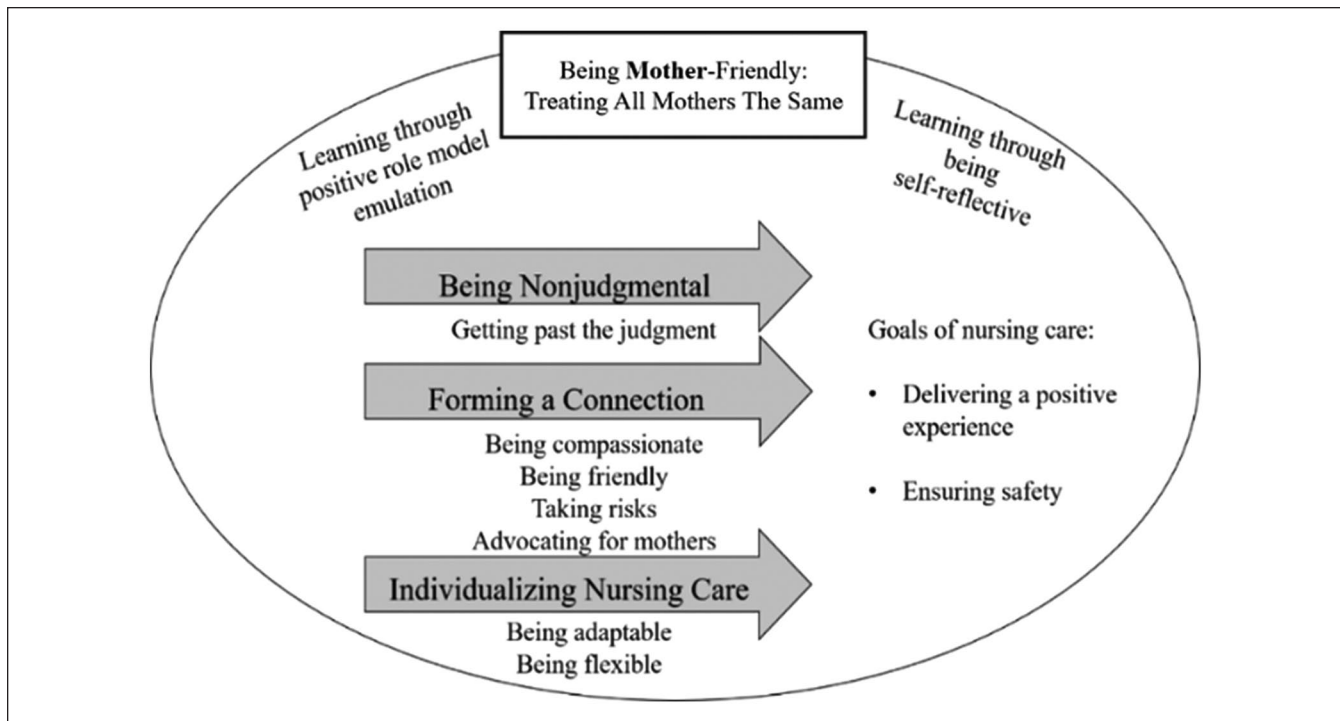 Being Mother-Friendly:
Treating All Mothers The Same
Learning through
positive role model
emulation
Learning through
being
self-reflective
Being Nonjudgmental
Getting past the judgment
Forming a Connection
Being compassionate
Being friendly
Taking risks
Advocating for mothers
Individualizing Nursing Care
Being adaptable
Being flexible
Goals of nursing care:
• Delivering a positive
experience
• Ensuring safety